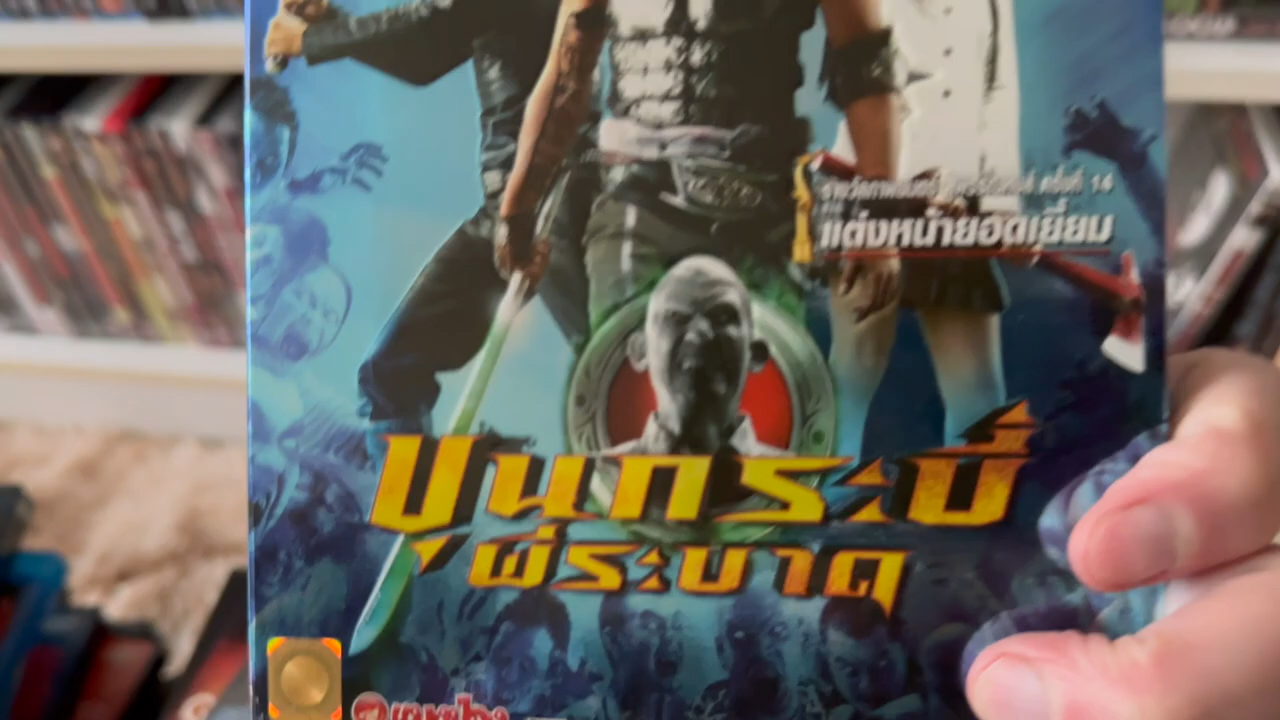 ครั้งที่ 14
แต่งหน้ายอดเยี่ยม
ขุนกระบี่
ผีระบาด